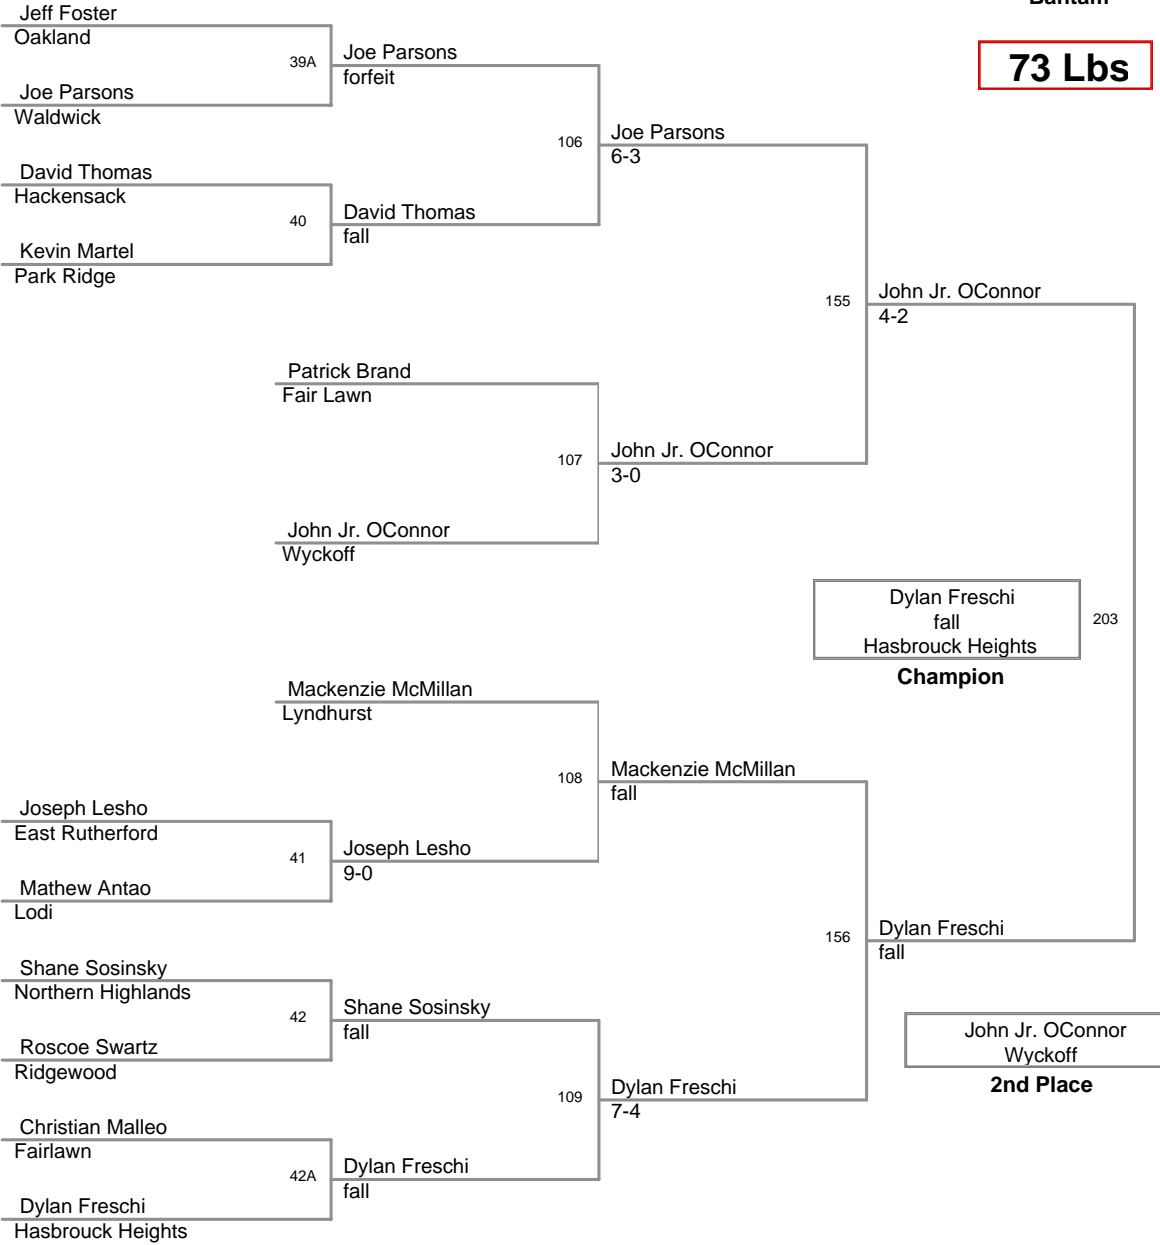 Bantam
73 Lbs
Jeff Foster
Oakland
39A
Joe Parsons
forfeit
Joe Parsons
Waldwick
106
Joe Parsons
6-3
David Thomas
Hackensack
40
David Thomas
fall
Kevin Martel
Park Ridge
155
John Jr. OConnor
4-2
Patrick Brand
Fair Lawn
107
John Jr. OConnor
3-0
John Jr. OConnor
Wyckoff
Dylan Freschi
fall
Hasbrouck Heights
203
Champion
Mackenzie McMillan
Lyndhurst
108
Mackenzie McMillan
fall
Joseph Lesho
East Rutherford
41
Joseph Lesho
9-0
Mathew Antao
Lodi
156
Dylan Freschi
fall
Shane Sosinsky
Northern Highlands
42
Shane Sosinsky
fall
Roscoe Swartz
Ridgewood
John Jr. OConnor
Wyckoff
2nd Place
109
Dylan Freschi
7-4
Christian Malleo
Fairlawn
42A
Dylan Freschi
fall
Dylan Freschi
Hasbrouck Heights